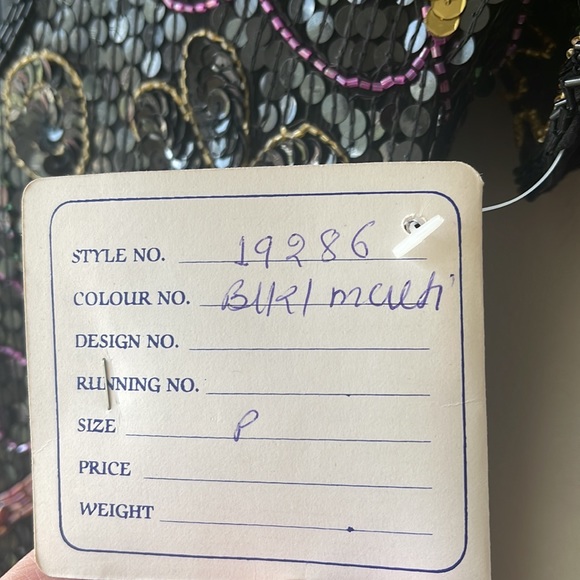 STYLE NO. 19286
COLOUR NO. Blk/multi
DESIGN NO.
RUNNING NO.
SIZE P
PRICE
WEIGHT